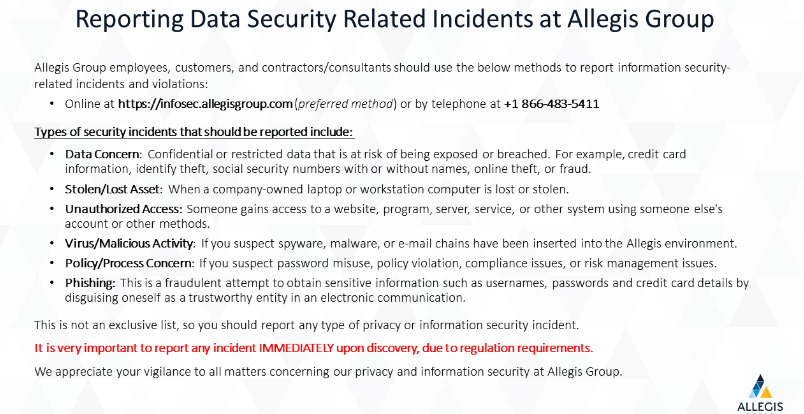 Reporting Data Security Related Incidents at Allegis Group
Allegis Group employees, customers, and contractors/consultants should use the below methods to report information security-
related incidents and violations:
• Online at https://infosec.allegisgroup.com (preferred method) or by telephone at +1 866-483-5411
Types of security incidents that should be reported include:
• Data Concern: Confidential or restricted data that is at risk of being exposed or breached. For example, credit card
information, identify theft, social security numbers with or without names, online theft, or fraud.
• Stolen/Lost Asset: When a company-owned laptop or workstation computer is lost or stolen.
• Unauthorized Access: Someone gains access to a website, program, server, service, or other system using someone else's
account or other methods.
• Virus/Malicious Activity: If you suspect spyware, malware, or e-mail chains have been inserted into the Allegis environment.
• Policy/Process Concern: If you suspect password misuse, policy violation, compliance issues, or risk management issues.
• Phishing: This is a fraudulent attempt to obtain sensitive information such as usernames, passwords and credit card details by
disguising oneself as a trustworthy entity in an electronic communication.
This is not an exclusive list, so you should report any type of privacy or information security incident.
It is very important to report any incident IMMEDIATELY upon discovery, due to regulation requirements.
We appreciate your vigilance to all matters concerning our privacy and information security at Allegis Group.
ALLEGIS